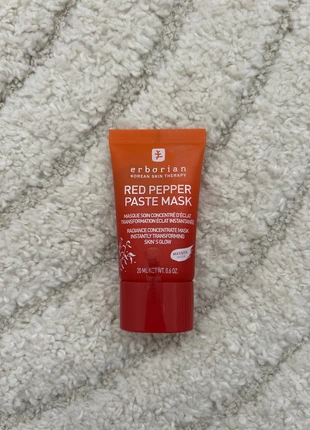 erborian
KOREAN SKIN THERAPY
RED PEPPER
PASTE MASK
MASQUE SOIN CONCENTRÉ D'ÉCLAT
TRANSFORMATION ÉCLAT INSTANTANÉE
RADIANCE CONCENTRATE MASK
INSTANTLY TRANSFORMING
SKIN'S GLOW
20 ML NET WT. 0.6 OZ.